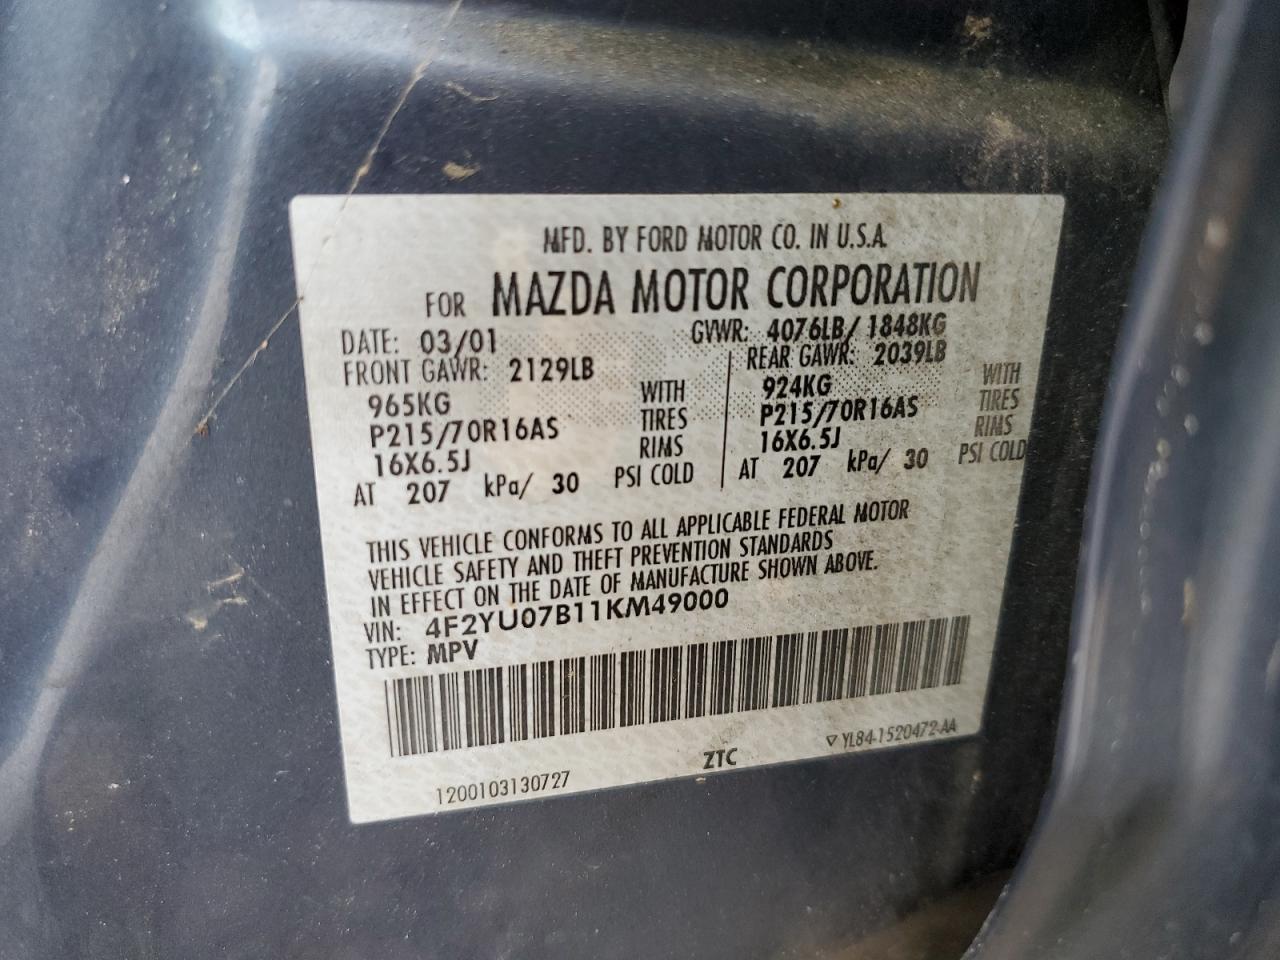 MFD. BY FORD MOTOR CO. IN U.S.A.
FOR MAZDA MOTOR CORPORATION
DATE: 03/01 GVWR: 4076LB/ 1848KG
FRONT GAWR: 2129LB REAR GAWR: 2039LB
965KG WITH 924KG WITH
P215/70R16AS TIRES P215/70R16AS TIRES
16X6.5J RIMS 16X6.5J RIMS
AT 207 kPa/ 30 PSI COLD AT 207 kPa/ 30 PSI COLD
THIS VEHICLE CONFORMS TO ALL APPLICABLE FEDERAL MOTOR
VEHICLE SAFETY AND THEFT PREVENTION STANDARDS
IN EFFECT ON THE DATE OF MANUFACTURE SHOWN ABOVE.
VIN: 4F2YU07B11KM49000
TYPE: MPV
ZTC ▽ YL84-1520472-AA
1200103130727